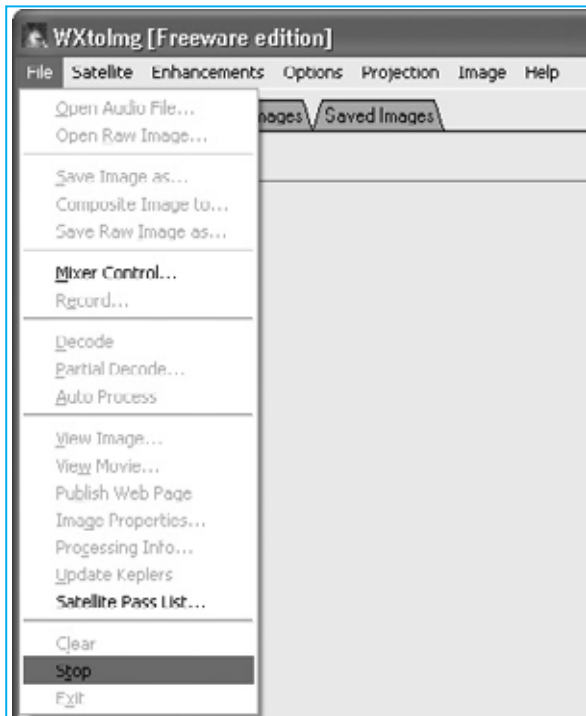 WXtoImg [Freeware edition]
File Satellite Enhancements Options Projection Image Help
ages Saved Images
Open Audio File...
Open Raw Image...
Save Image as...
Composite Image to...
Save Raw Image as...
Mixer Control...
Record...
Decode
Partial Decode...
Auto Process
View Image...
View Movie...
Publish Web Page
Image Properties...
Processing Info...
Update Keplers
Satellite Pass List...
Clear
Stop
Exit